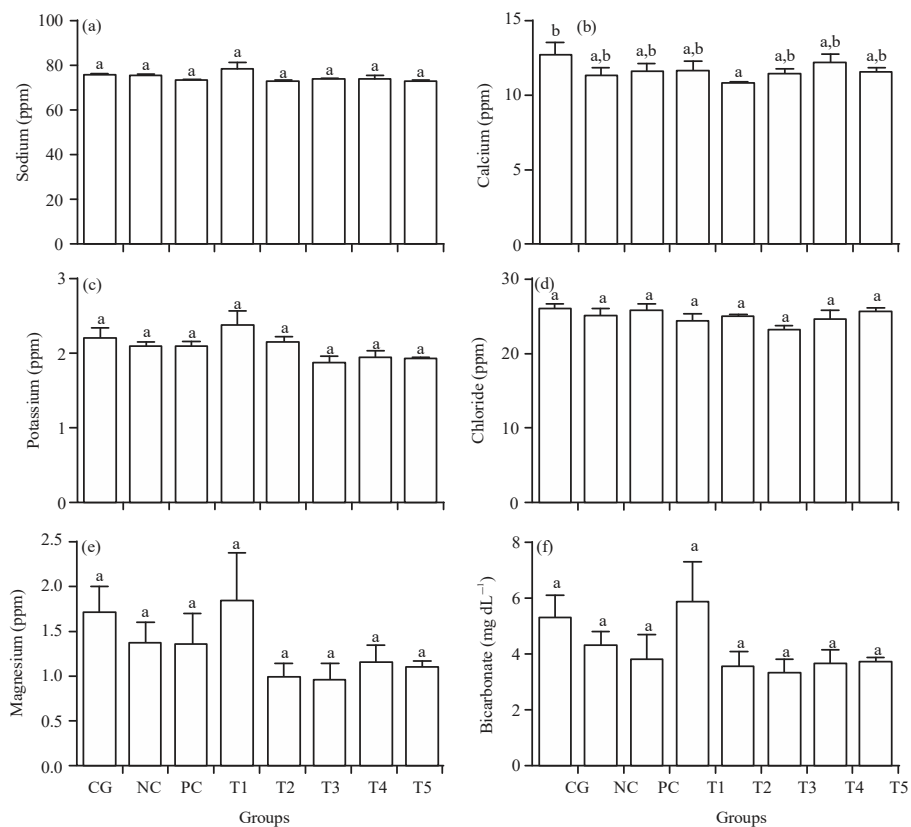 (a)
100
80
60
40
20
0
Sodium (ppm)
a a a a a a a a
(b)
15
10
5
0
Calcium (ppm)
b a,b a,b a,b a a,b a,b a,b
(c)
3
2
1
0
Potassium (ppm)
a a a a a a a a
(d)
30
20
10
0
Chloride (ppm)
a a a a a a a a
(e)
2.5
2.0
1.5
1.0
0.5
0.0
Magnesium (ppm)
a a a a a a a a
CG NC PC T1 T2 T3 T4 T5
Groups
(f)
8
6
4
2
0
Bicarbonate (mg dL⁻¹)
a a a a a a a a
CG NC PC T1 T2 T3 T4 T5
Groups